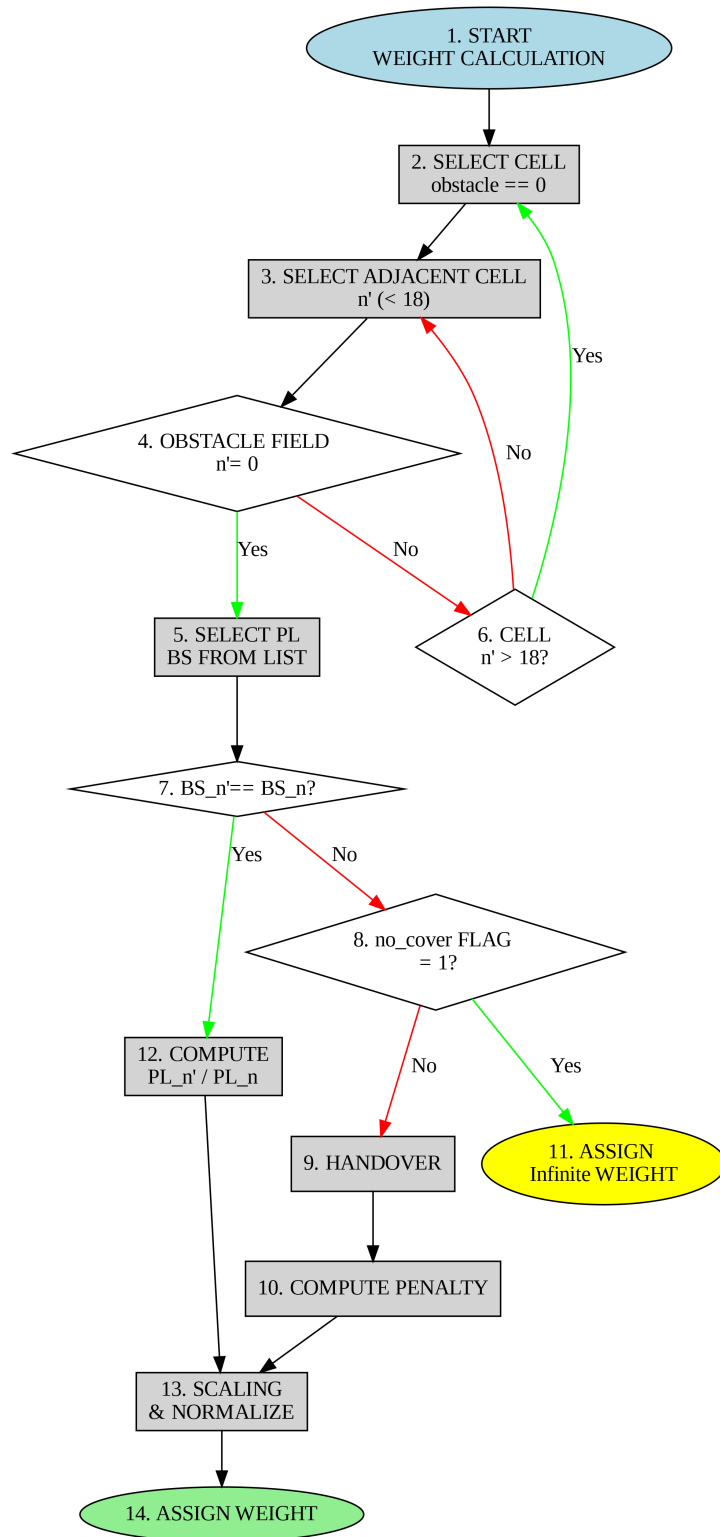 1. START
WEIGHT CALCULATION
2. SELECT CELL
obstacle == 0
3. SELECT ADJACENT CELL
n' (< 18)
Yes
4. OBSTACLE FIELD
n'= 0
No
Yes
No
5. SELECT PL
BS FROM LIST
6. CELL
n' > 18?
7. BS_n'== BS_n?
Yes
No
8. no_cover FLAG
= 1?
12. COMPUTE
PL_n' / PL_n
No
Yes
9. HANDOVER
11. ASSIGN
Infinite WEIGHT
10. COMPUTE PENALTY
13. SCALING
& NORMALIZE
14. ASSIGN WEIGHT